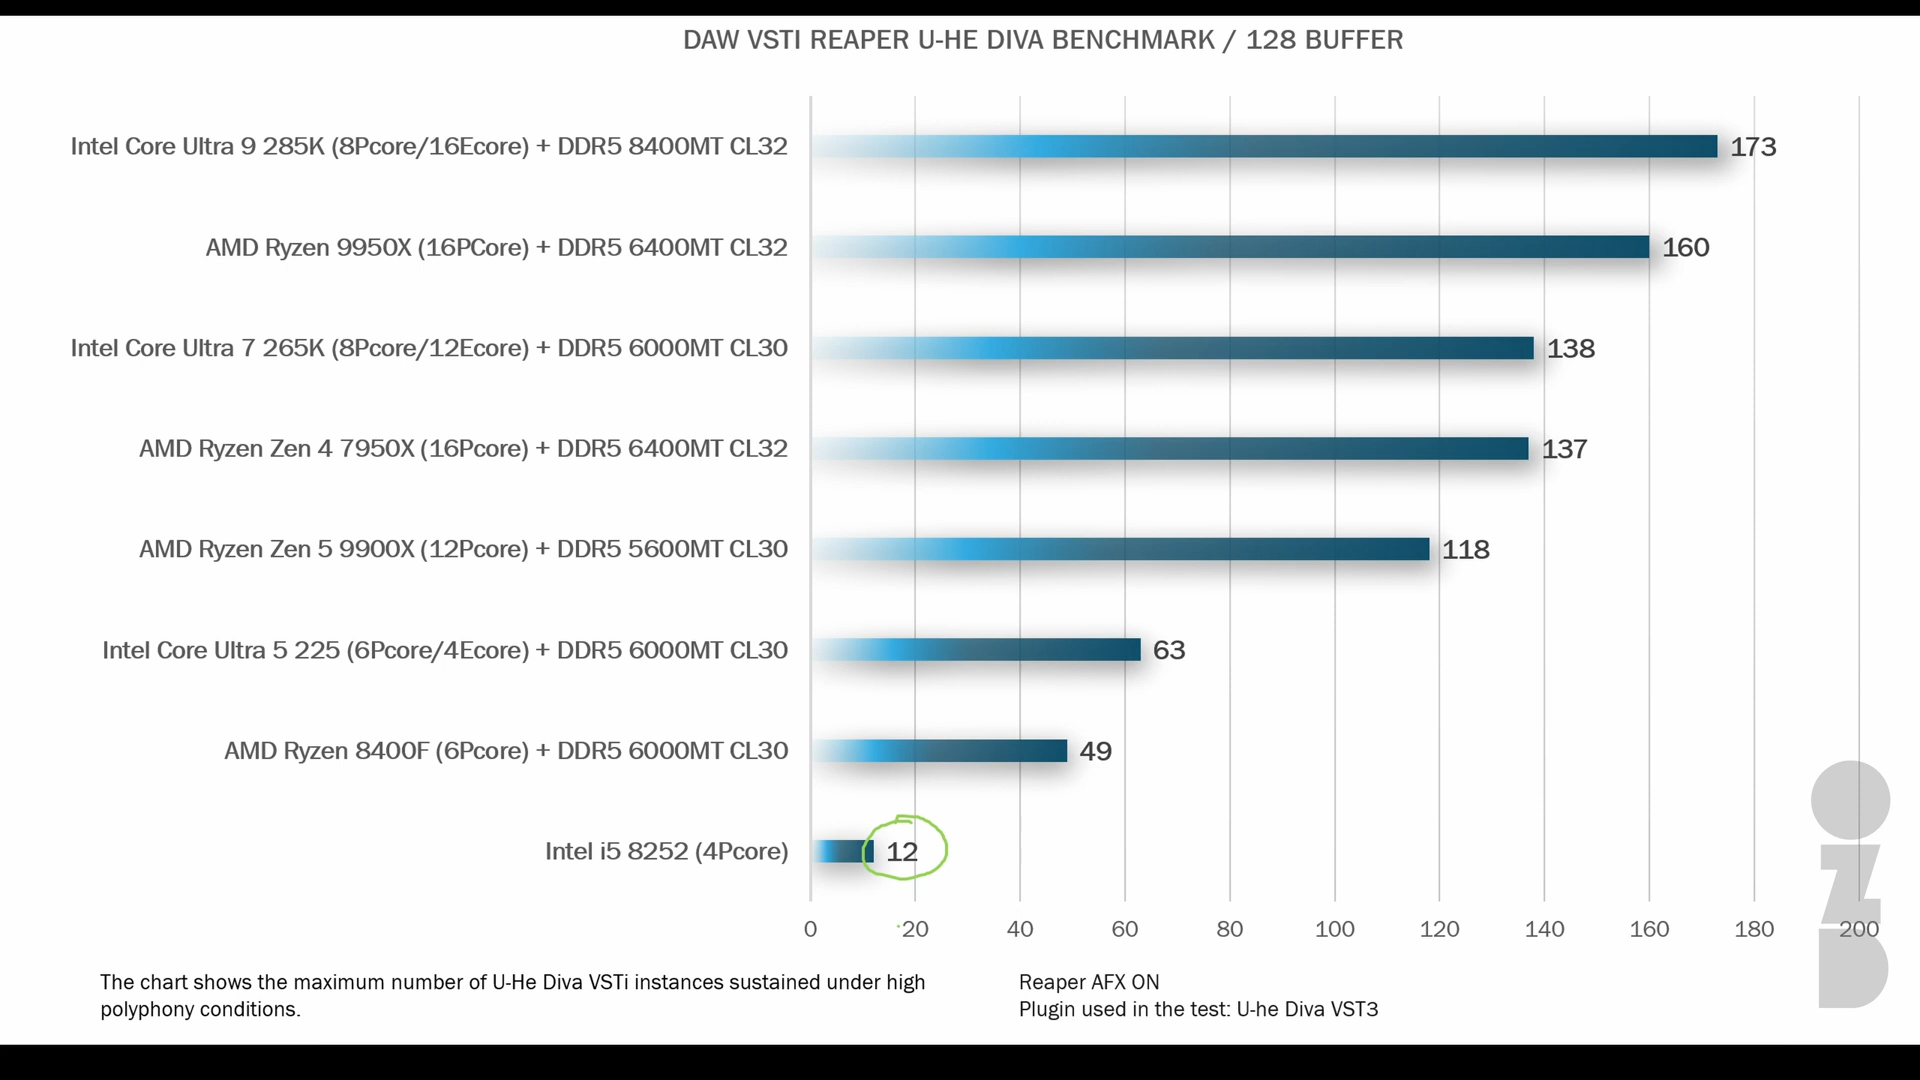 DAW VSTI REAPER U-HE DIVA BENCHMARK / 128 BUFFER
Intel Core Ultra 9 285K (8Pcore/16Ecore) + DDR5 8400MT CL32
173
AMD Ryzen 9950X (16PCore) + DDR5 6400MT CL32
160
Intel Core Ultra 7 265K (8Pcore/12Ecore) + DDR5 6000MT CL30
138
AMD Ryzen Zen 4 7950X (16Pcore) + DDR5 6400MT CL32
137
AMD Ryzen Zen 5 9900X (12Pcore) + DDR5 5600MT CL30
118
Intel Core Ultra 5 225 (6Pcore/4Ecore) + DDR5 6000MT CL30
63
AMD Ryzen 8400F (6Pcore) + DDR5 6000MT CL30
49
Intel i5 8252 (4Pcore)
12
0 20 40 60 80 100 120 140 160 180 200
The chart shows the maximum number of U-He Diva VSTi instances sustained under high
polyphony conditions.
Reaper AFX ON
Plugin used in the test: U-he Diva VST3